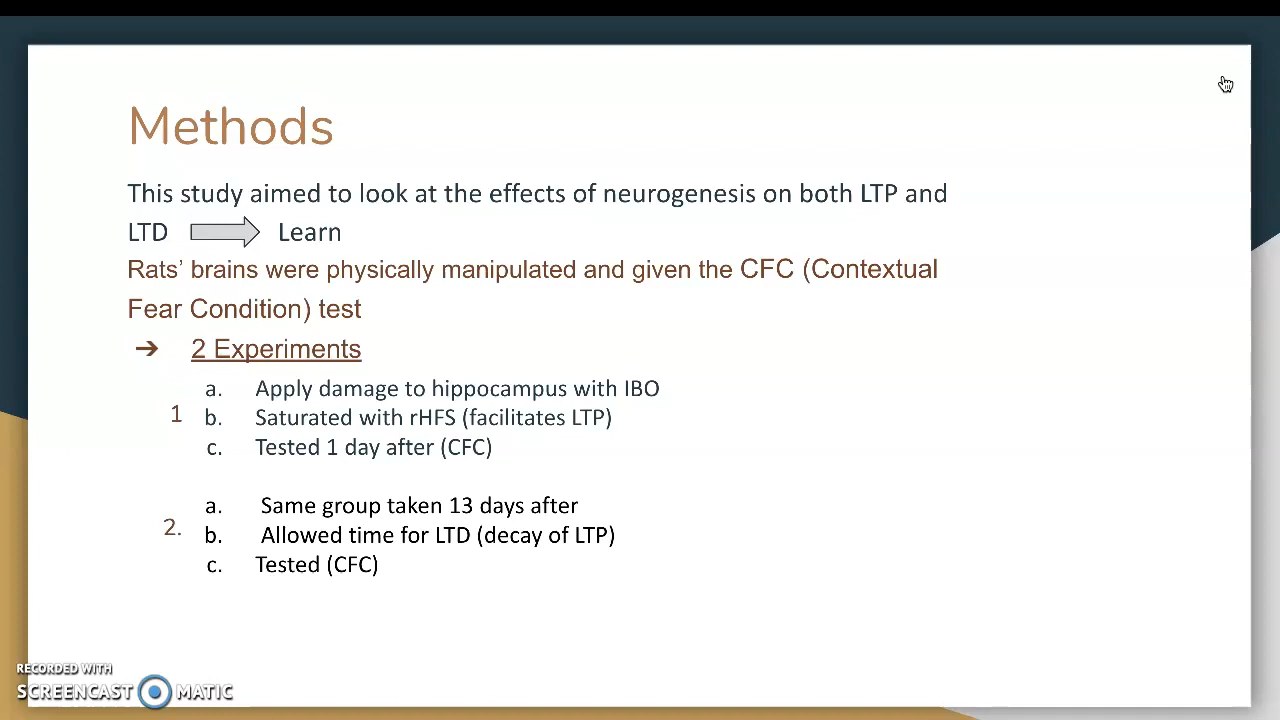 Methods
This study aimed to look at the effects of neurogenesis on both LTP and
LTD Learn
Rats’ brains were physically manipulated and given the CFC (Contextual
Fear Condition) test
➔ 2 Experiments
1
a. Apply damage to hippocampus with IBO
b. Saturated with rHFS (facilitates LTP)
c. Tested 1 day after (CFC)
2.
a. Same group taken 13 days after
b. Allowed time for LTD (decay of LTP)
c. Tested (CFC)
RECORDED WITH
SCREENCAST MATIC